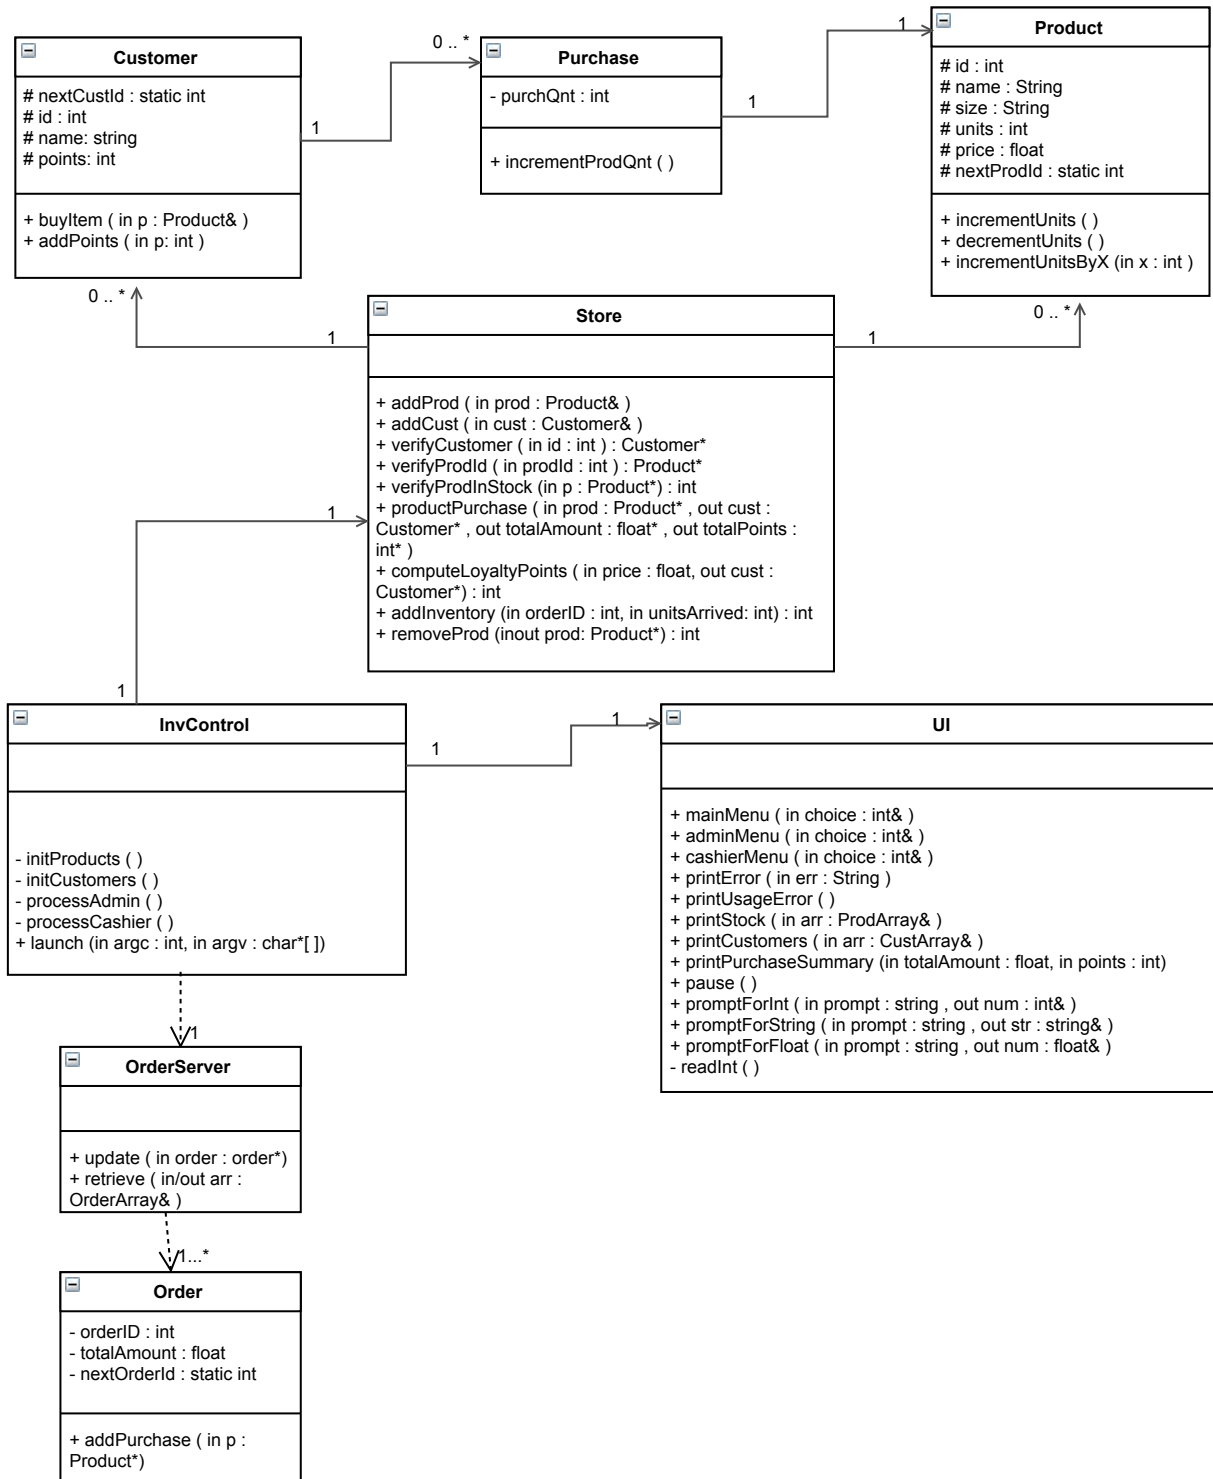 Customer
# nextCustId : static int
# id : int
# name: string
# points: int
+ buyItem ( in p : Product& )
+ addPoints ( in p: int )
1
0 .. *
Purchase
- purchQnt : int
+ incrementProdQnt ( )
1
1
Product
# id : int
# name : String
# size : String
# units : int
# price : float
# nextProdId : static int
+ incrementUnits ( )
+ decrementUnits ( )
+ incrementUnitsByX (in x : int )
0 .. *
1
Store
+ addProd ( in prod : Product& )
+ addCust ( in cust : Customer& )
+ verifyCustomer ( in id : int ) : Customer*
+ verifyProdId ( in prodId : int ) : Product*
+ verifyProdInStock (in p : Product*) : int
+ productPurchase ( in prod : Product* , out cust :
Customer* , out totalAmount : float* , out totalPoints :
int* )
+ computeLoyaltyPoints ( in price : float, out cust :
Customer*) : int
+ addInventory (in orderID : int, in unitsArrived: int) : int
+ removeProd (inout prod: Product*) : int
1
0 .. *
1
1
InvControl
- initProducts ( )
- initCustomers ( )
- processAdmin ( )
- processCashier ( )
+ launch (in argc : int, in argv : char*[ ])
1
1
UI
+ mainMenu ( in choice : int& )
+ adminMenu ( in choice : int& )
+ cashierMenu ( in choice : int& )
+ printError ( in err : String )
+ printUsageError ( )
+ printStock ( in arr : ProdArray& )
+ printCustomers ( in arr : CustArray& )
+ printPurchaseSummary (in totalAmount : float, in points : int)
+ pause ( )
+ promptForInt ( in prompt : string , out num : int& )
+ promptForString ( in prompt : string , out str : string& )
+ promptForFloat ( in prompt : string , out num : float& )
- readInt ( )
1
OrderServer
+ update ( in order : order*)
+ retrieve ( in/out arr :
OrderArray& )
1...*
Order
- orderID : int
- totalAmount : float
- nextOrderId : static int
+ addPurchase ( in p :
Product*)